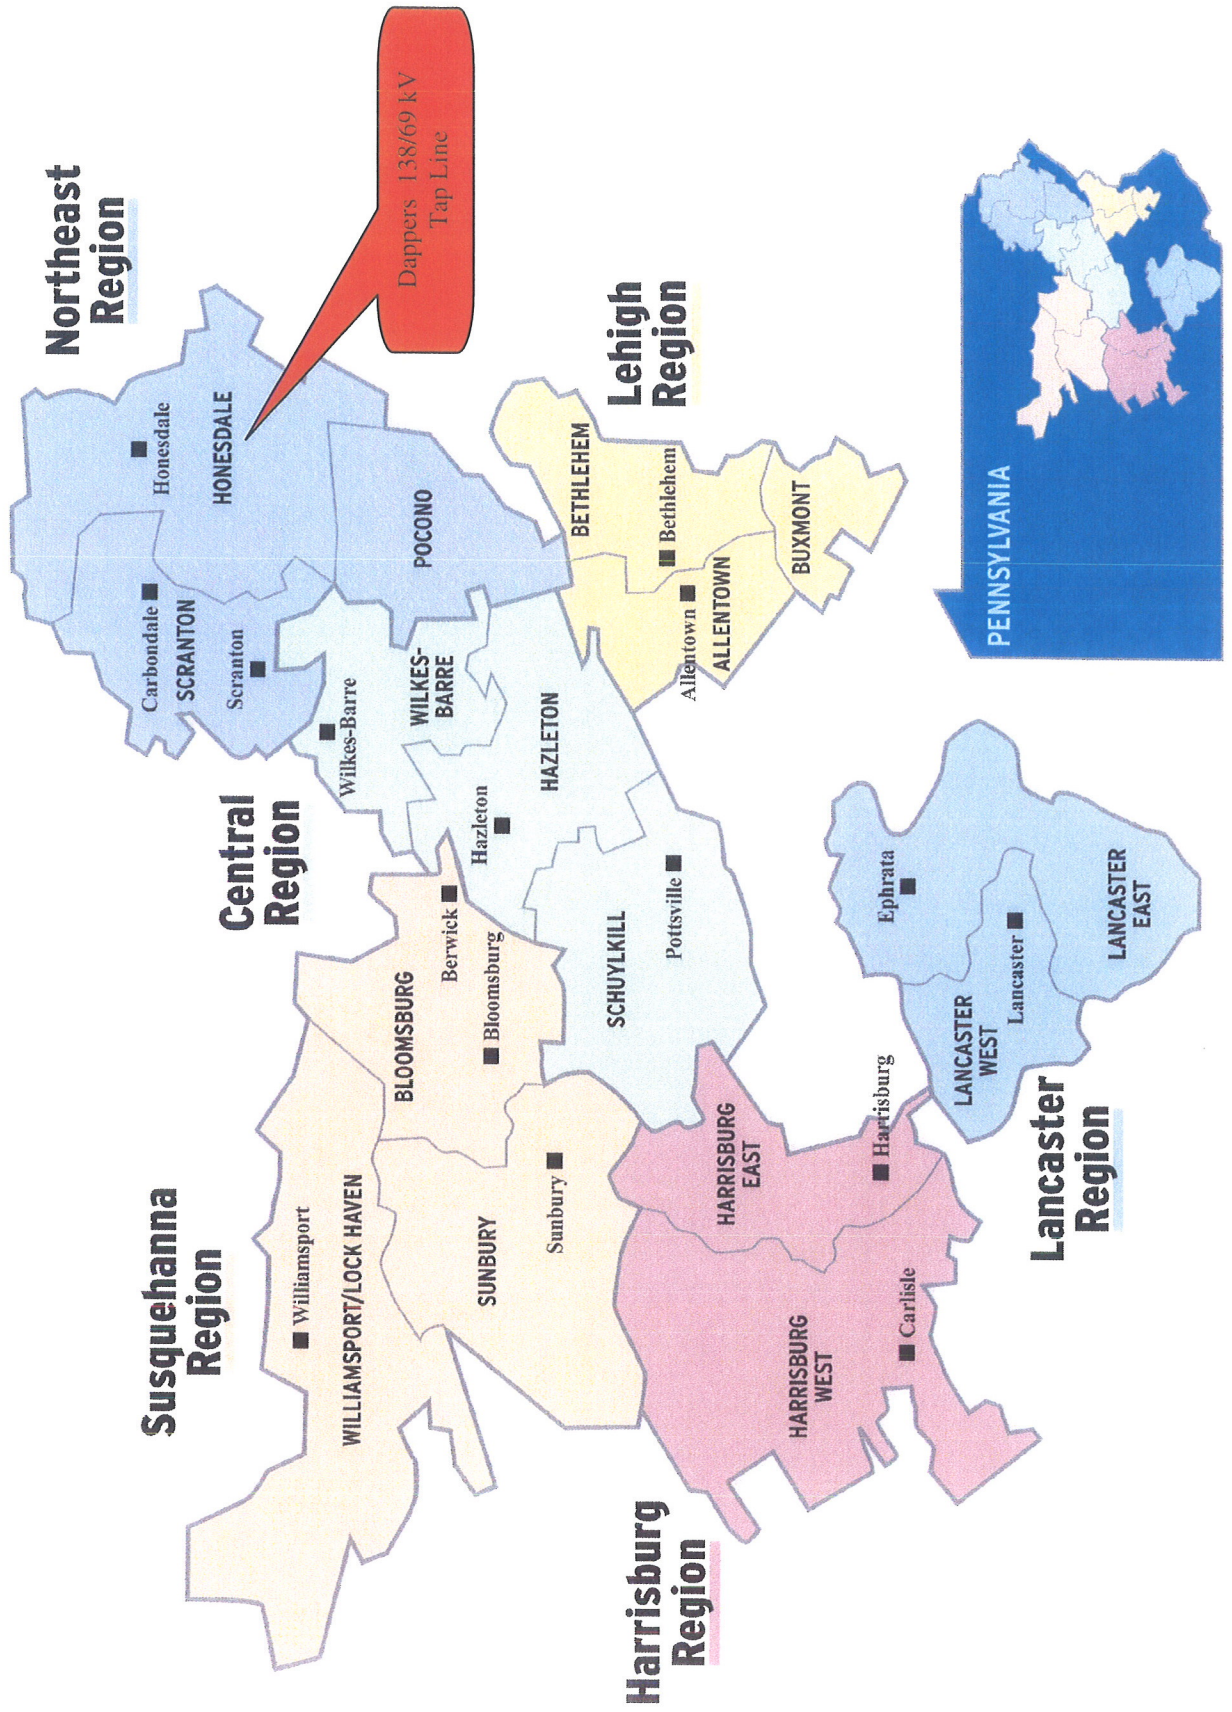 Northeast
Region
Honesdale
HONESDALE
Carbondale
SCRANTON
Scranton
POCONO
Dappers 138/69 kV
Tap Line
Central
Region
Wilkes-Barre
WILKES-
BARRE
Hazleton
HAZLETON
SCHUYLKILL
Pottsville
Lehigh
Region
BETHLEHEM
Bethlehem
Allentown
ALLENTOWN
BUXMONT
Susquehanna
Region
Williamsport
WILLIAMSPORT/LOCK HAVEN
BLOOMSBURG
Berwick
Bloomsburg
SUNBURY
Sunbury
Harrisburg
Region
HARRISBURG
EAST
Harrisburg
HARRISBURG
WEST
Carlisle
Lancaster
Region
Ephrata
LANCASTER
WEST
Lancaster
LANCASTER
EAST
PENNSYLVANIA